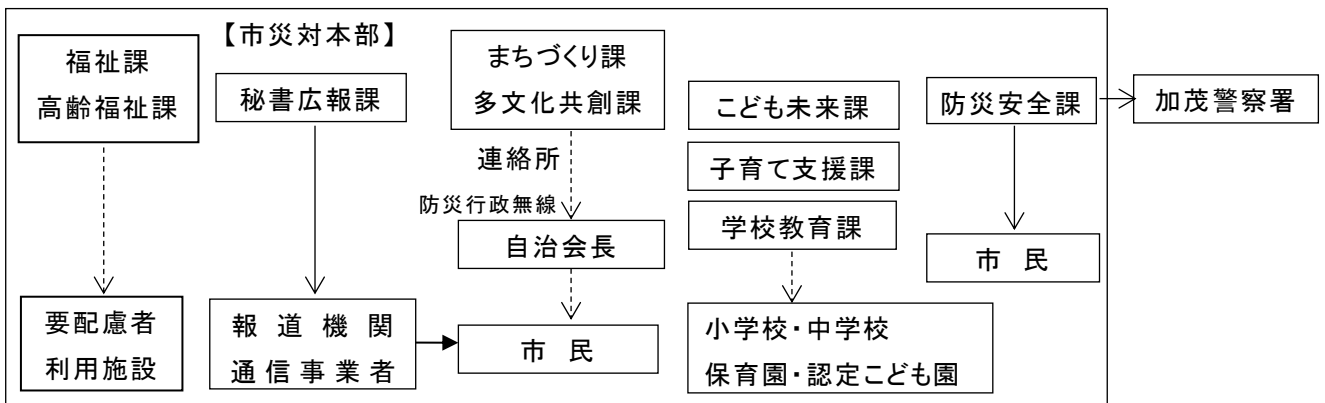 【市災対本部】
福祉課
高齢福祉課
要配慮者
利用施設
秘書広報課
報道機関
通信事業者
まちづくり課
多文化共創課
連絡所
防災行政無線
自治会長
市民
こども未来課
子育て支援課
学校教育課
小学校・中学校
保育園・認定こども園
防災安全課
市民
加茂警察署